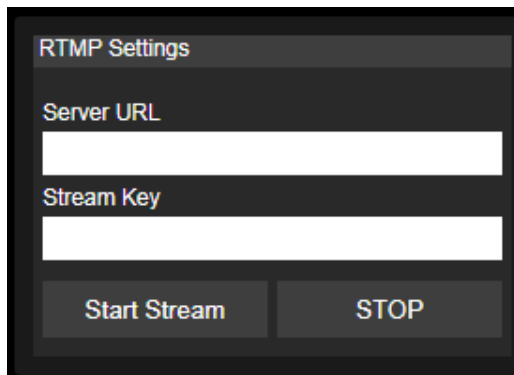 RTMP Settings
Server URL
Stream Key
Start Stream STOP